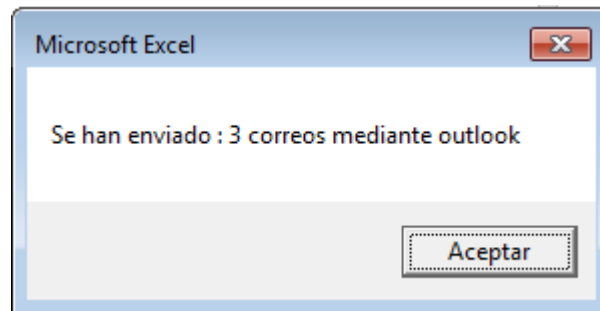 Microsoft Excel
Se han enviado : 3 correos mediante outlook
Aceptar